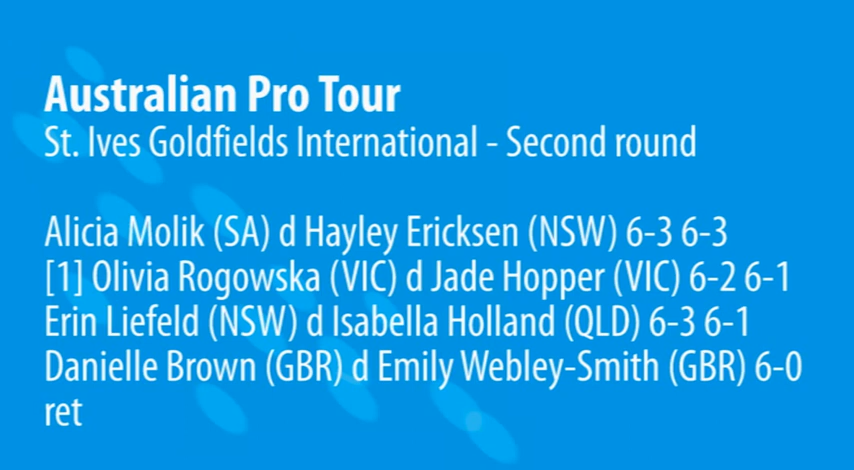 Australian Pro Tour
St. Ives Goldfields International - Second round
Alicia Molik (SA) d Hayley Ericksen (NSW) 6-3 6-3
[1] Olivia Rogowska (VIC) d Jade Hopper (VIC) 6-2 6-1
Erin Liefeld (NSW) d Isabella Holland (QLD) 6-3 6-1
Danielle Brown (GBR) d Emily Webley-Smith (GBR) 6-0
ret